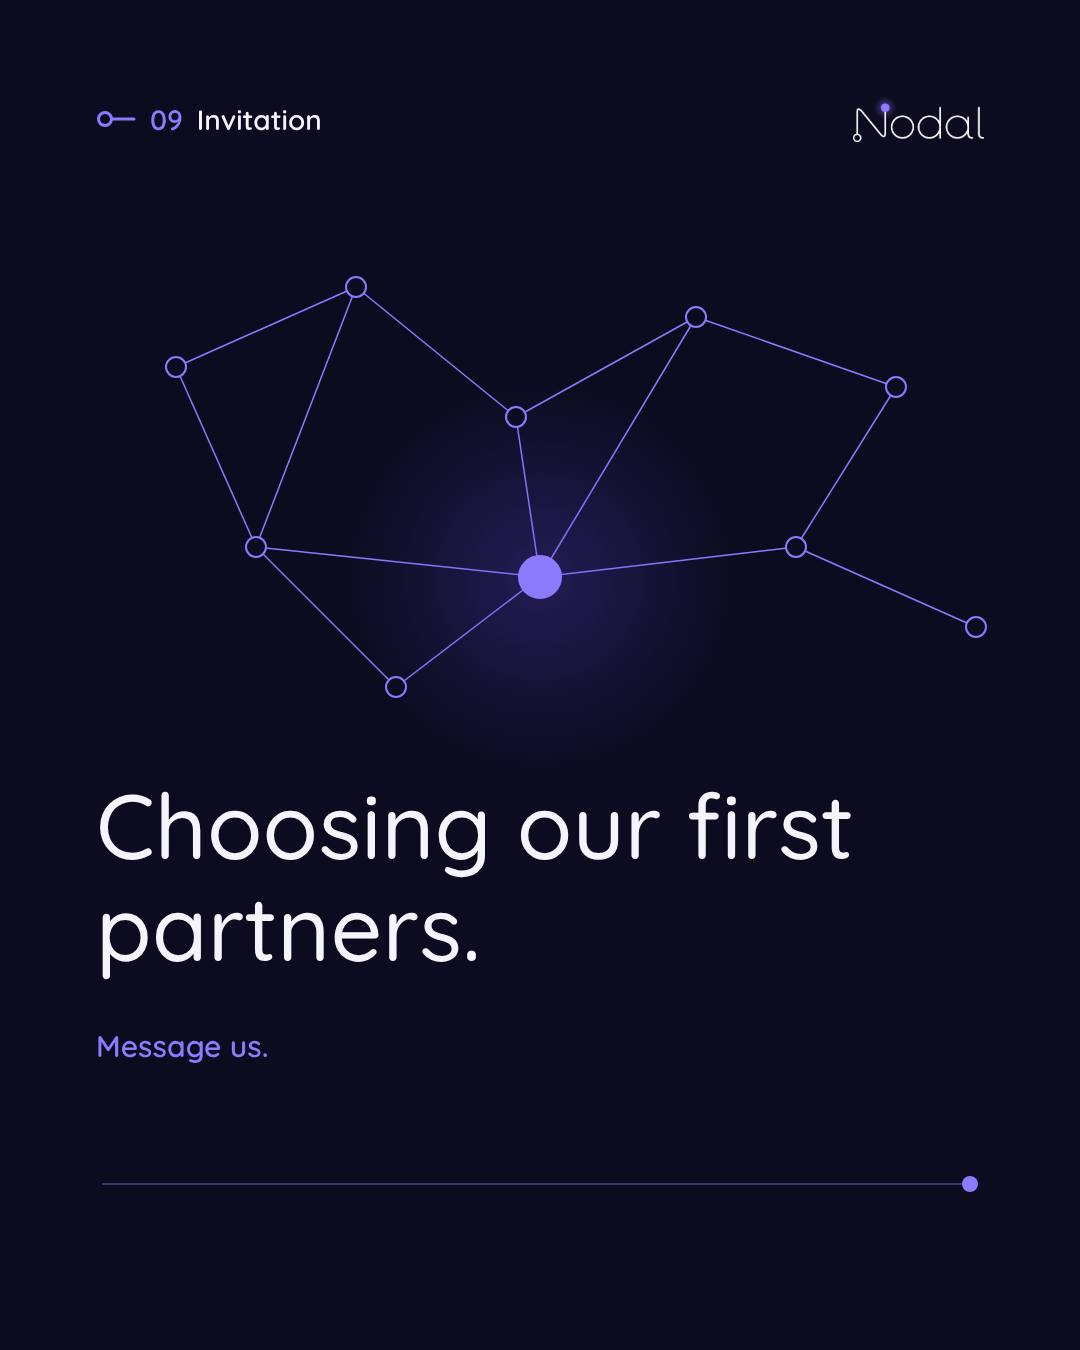 09 Invitation
Nodal
Choosing our first
partners.
Message us.